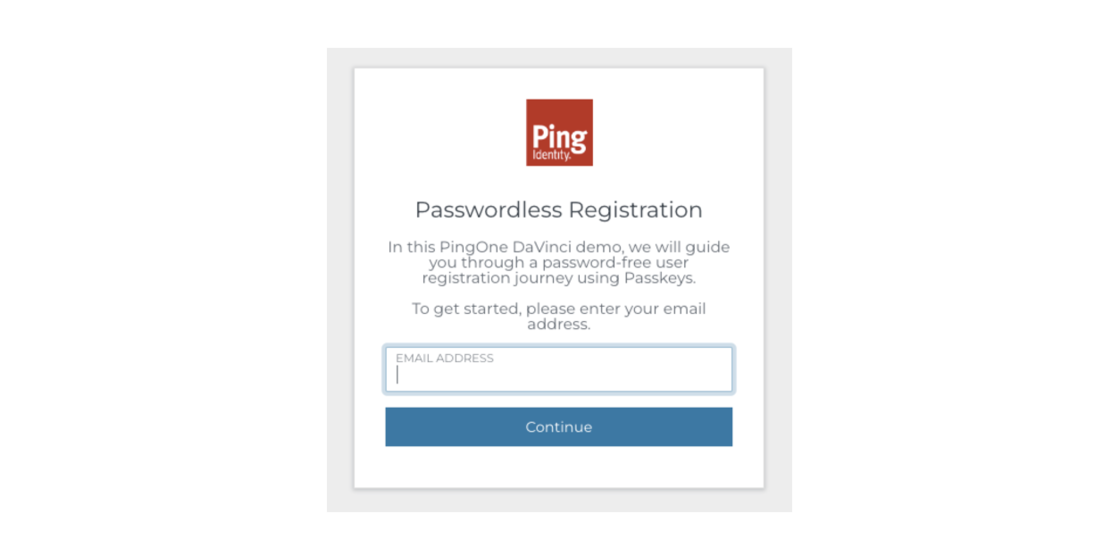 Ping
Identity.
Passwordless Registration
In this PingOne DaVinci demo, we will guide
you through a password-free user
registration journey using Passkeys.
To get started, please enter your email
address.
EMAIL ADDRESS
Continue